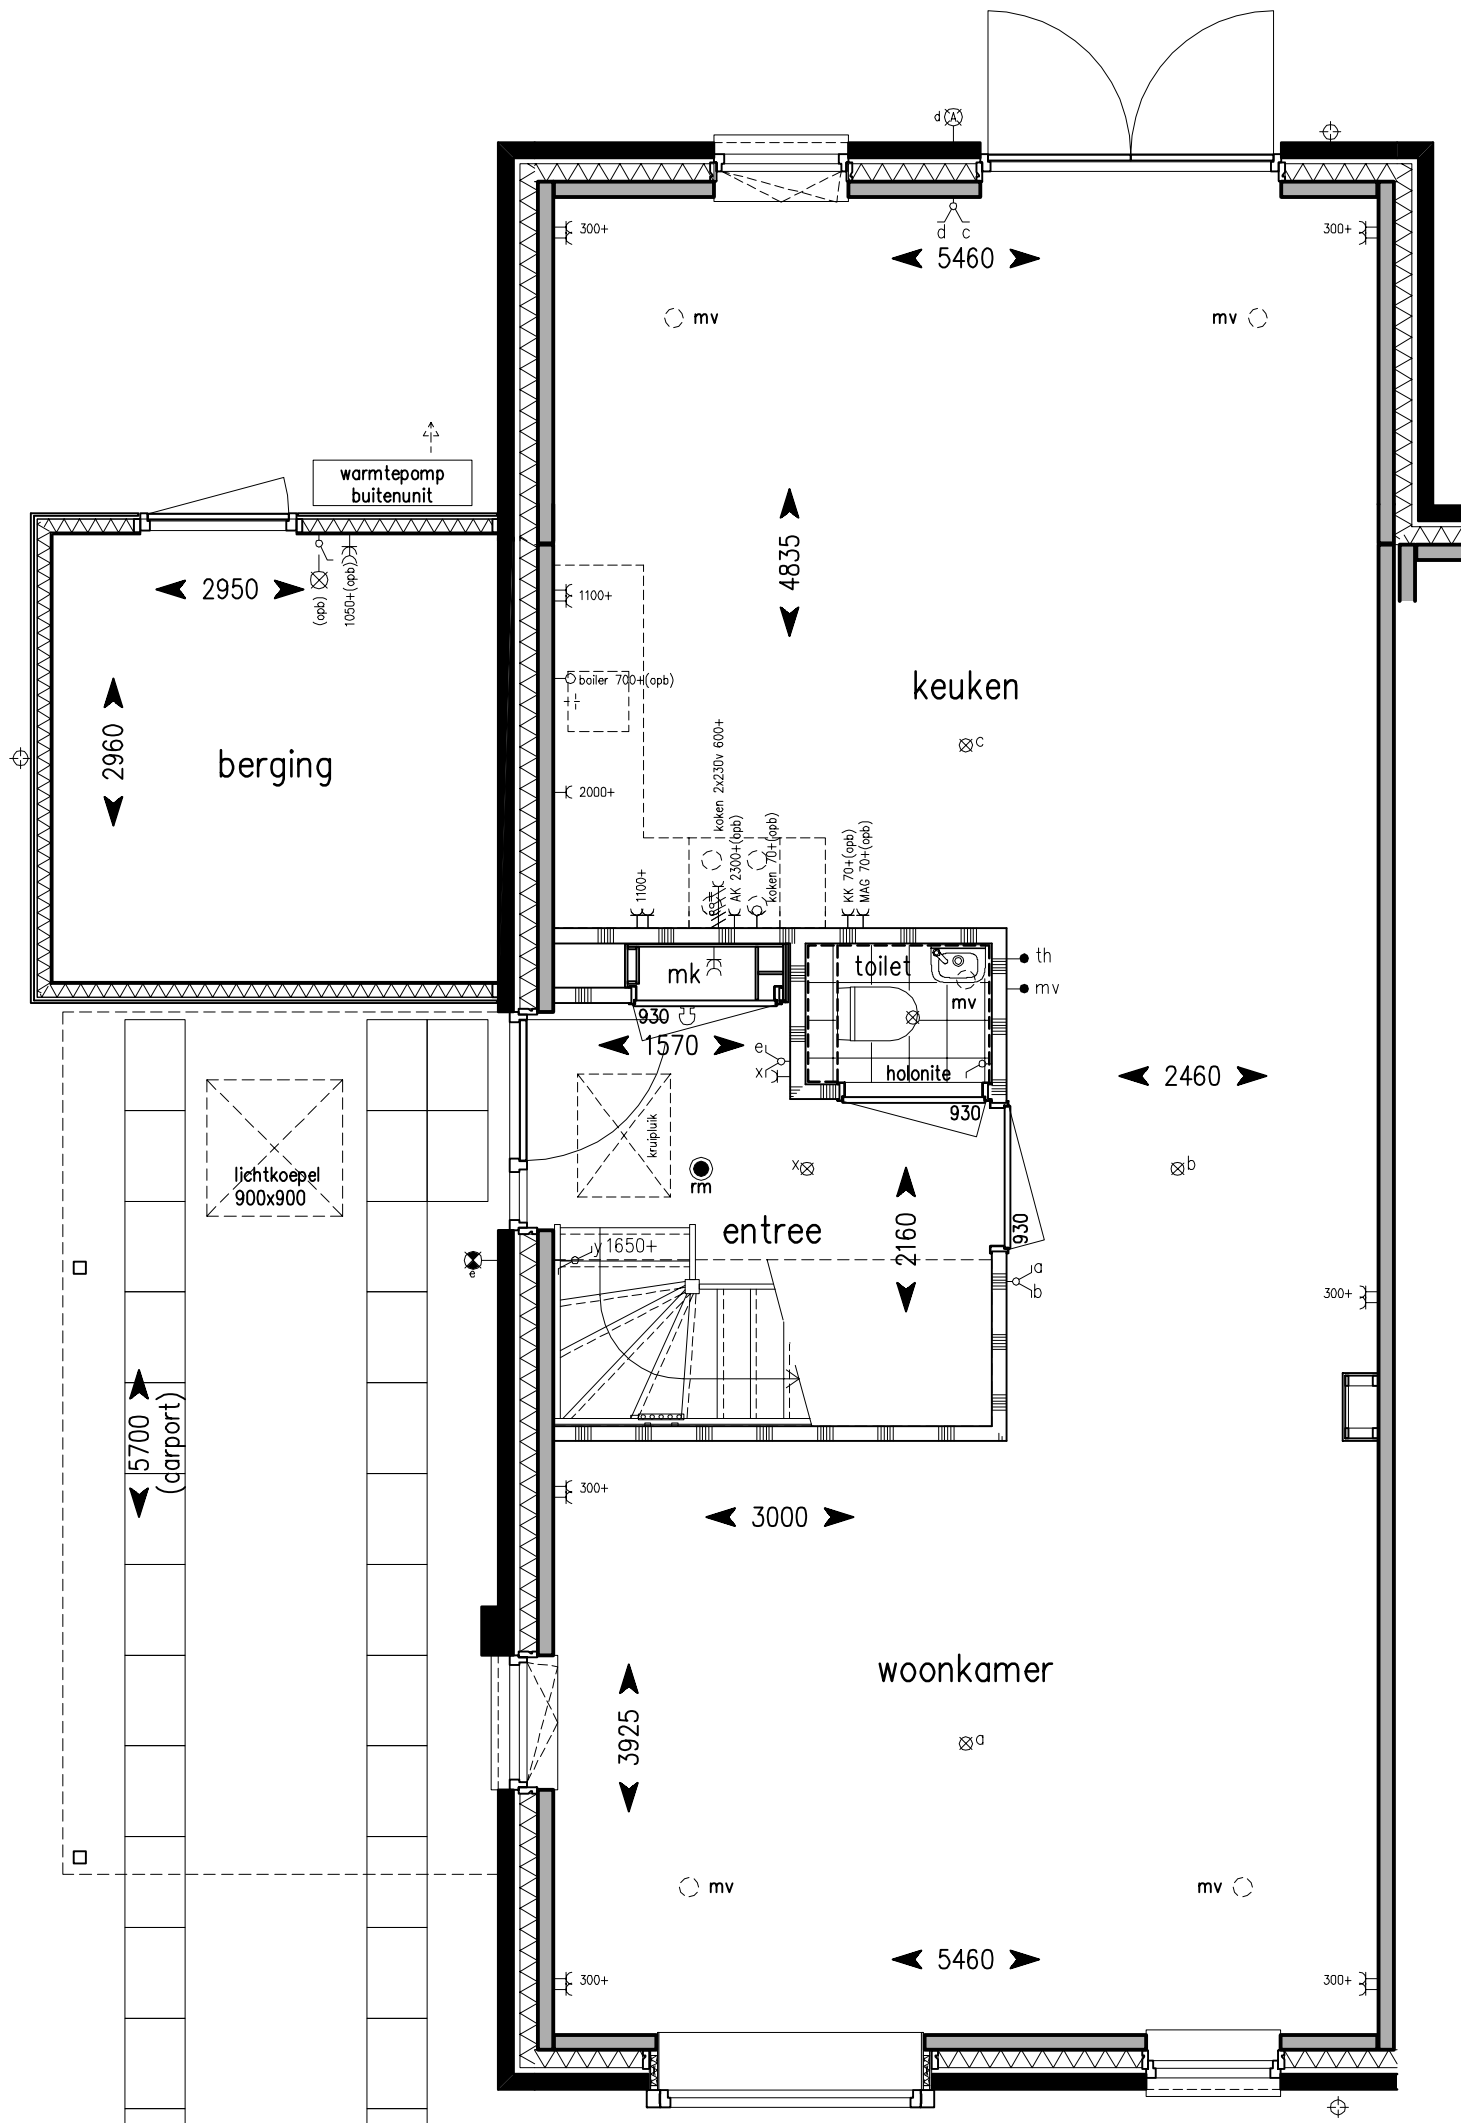 d A
300+
300+
d c
5460
mv
mv
warmtepomp
buitenunit
4835
2950
(opb)
1050+(opb)
1100+
boiler 700+(opb)
keuken
c
2960
berging
2000+
koken 2x230v 600+
AK 2300+(opb)
koken 70+(opb)
KK 70+(opb)
MAG 70+(opb)
1100+
mk
toilet
th
mv
mv
930
1570
e
x
holonite
2460
930
kruipluik
lichtkoepel
900x900
rm
x
b
entree
2160
930
y 1650+
e
a
b
300+
5700
(carport)
300+
3000
woonkamer
3925
a
mv
mv
5460
300+
300+